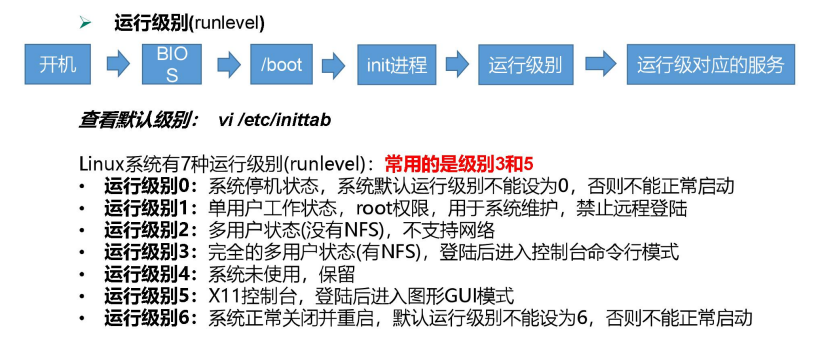 ➢ 运行级别(runlevel)
开机
BIO
S
/boot
init进程
运行级别
运行级对应的服务
查看默认级别： vi /etc/inittab
Linux系统有7种运行级别(runlevel)：常用的是级别3和5
• 运行级别0：系统停机状态，系统默认运行级别不能设为0，否则不能正常启动
• 运行级别1：单用户工作状态，root权限，用于系统维护，禁止远程登陆
• 运行级别2：多用户状态(没有NFS)，不支持网络
• 运行级别3：完全的多用户状态(有NFS)，登陆后进入控制台命令行模式
• 运行级别4：系统未使用，保留
• 运行级别5：X11控制台，登陆后进入图形GUI模式
• 运行级别6：系统正常关闭并重启，默认运行级别不能设为6，否则不能正常启动